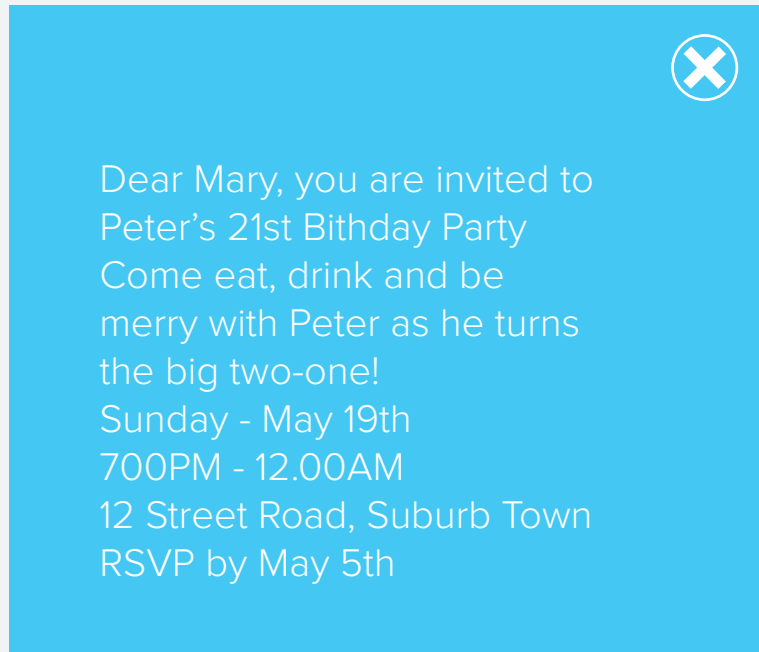 Dear Mary, you are invited to
Peter’s 21st Bithday Party
Come eat, drink and be
merry with Peter as he turns
the big two-one!
Sunday - May 19th
700PM - 12.00AM
12 Street Road, Suburb Town
RSVP by May 5th